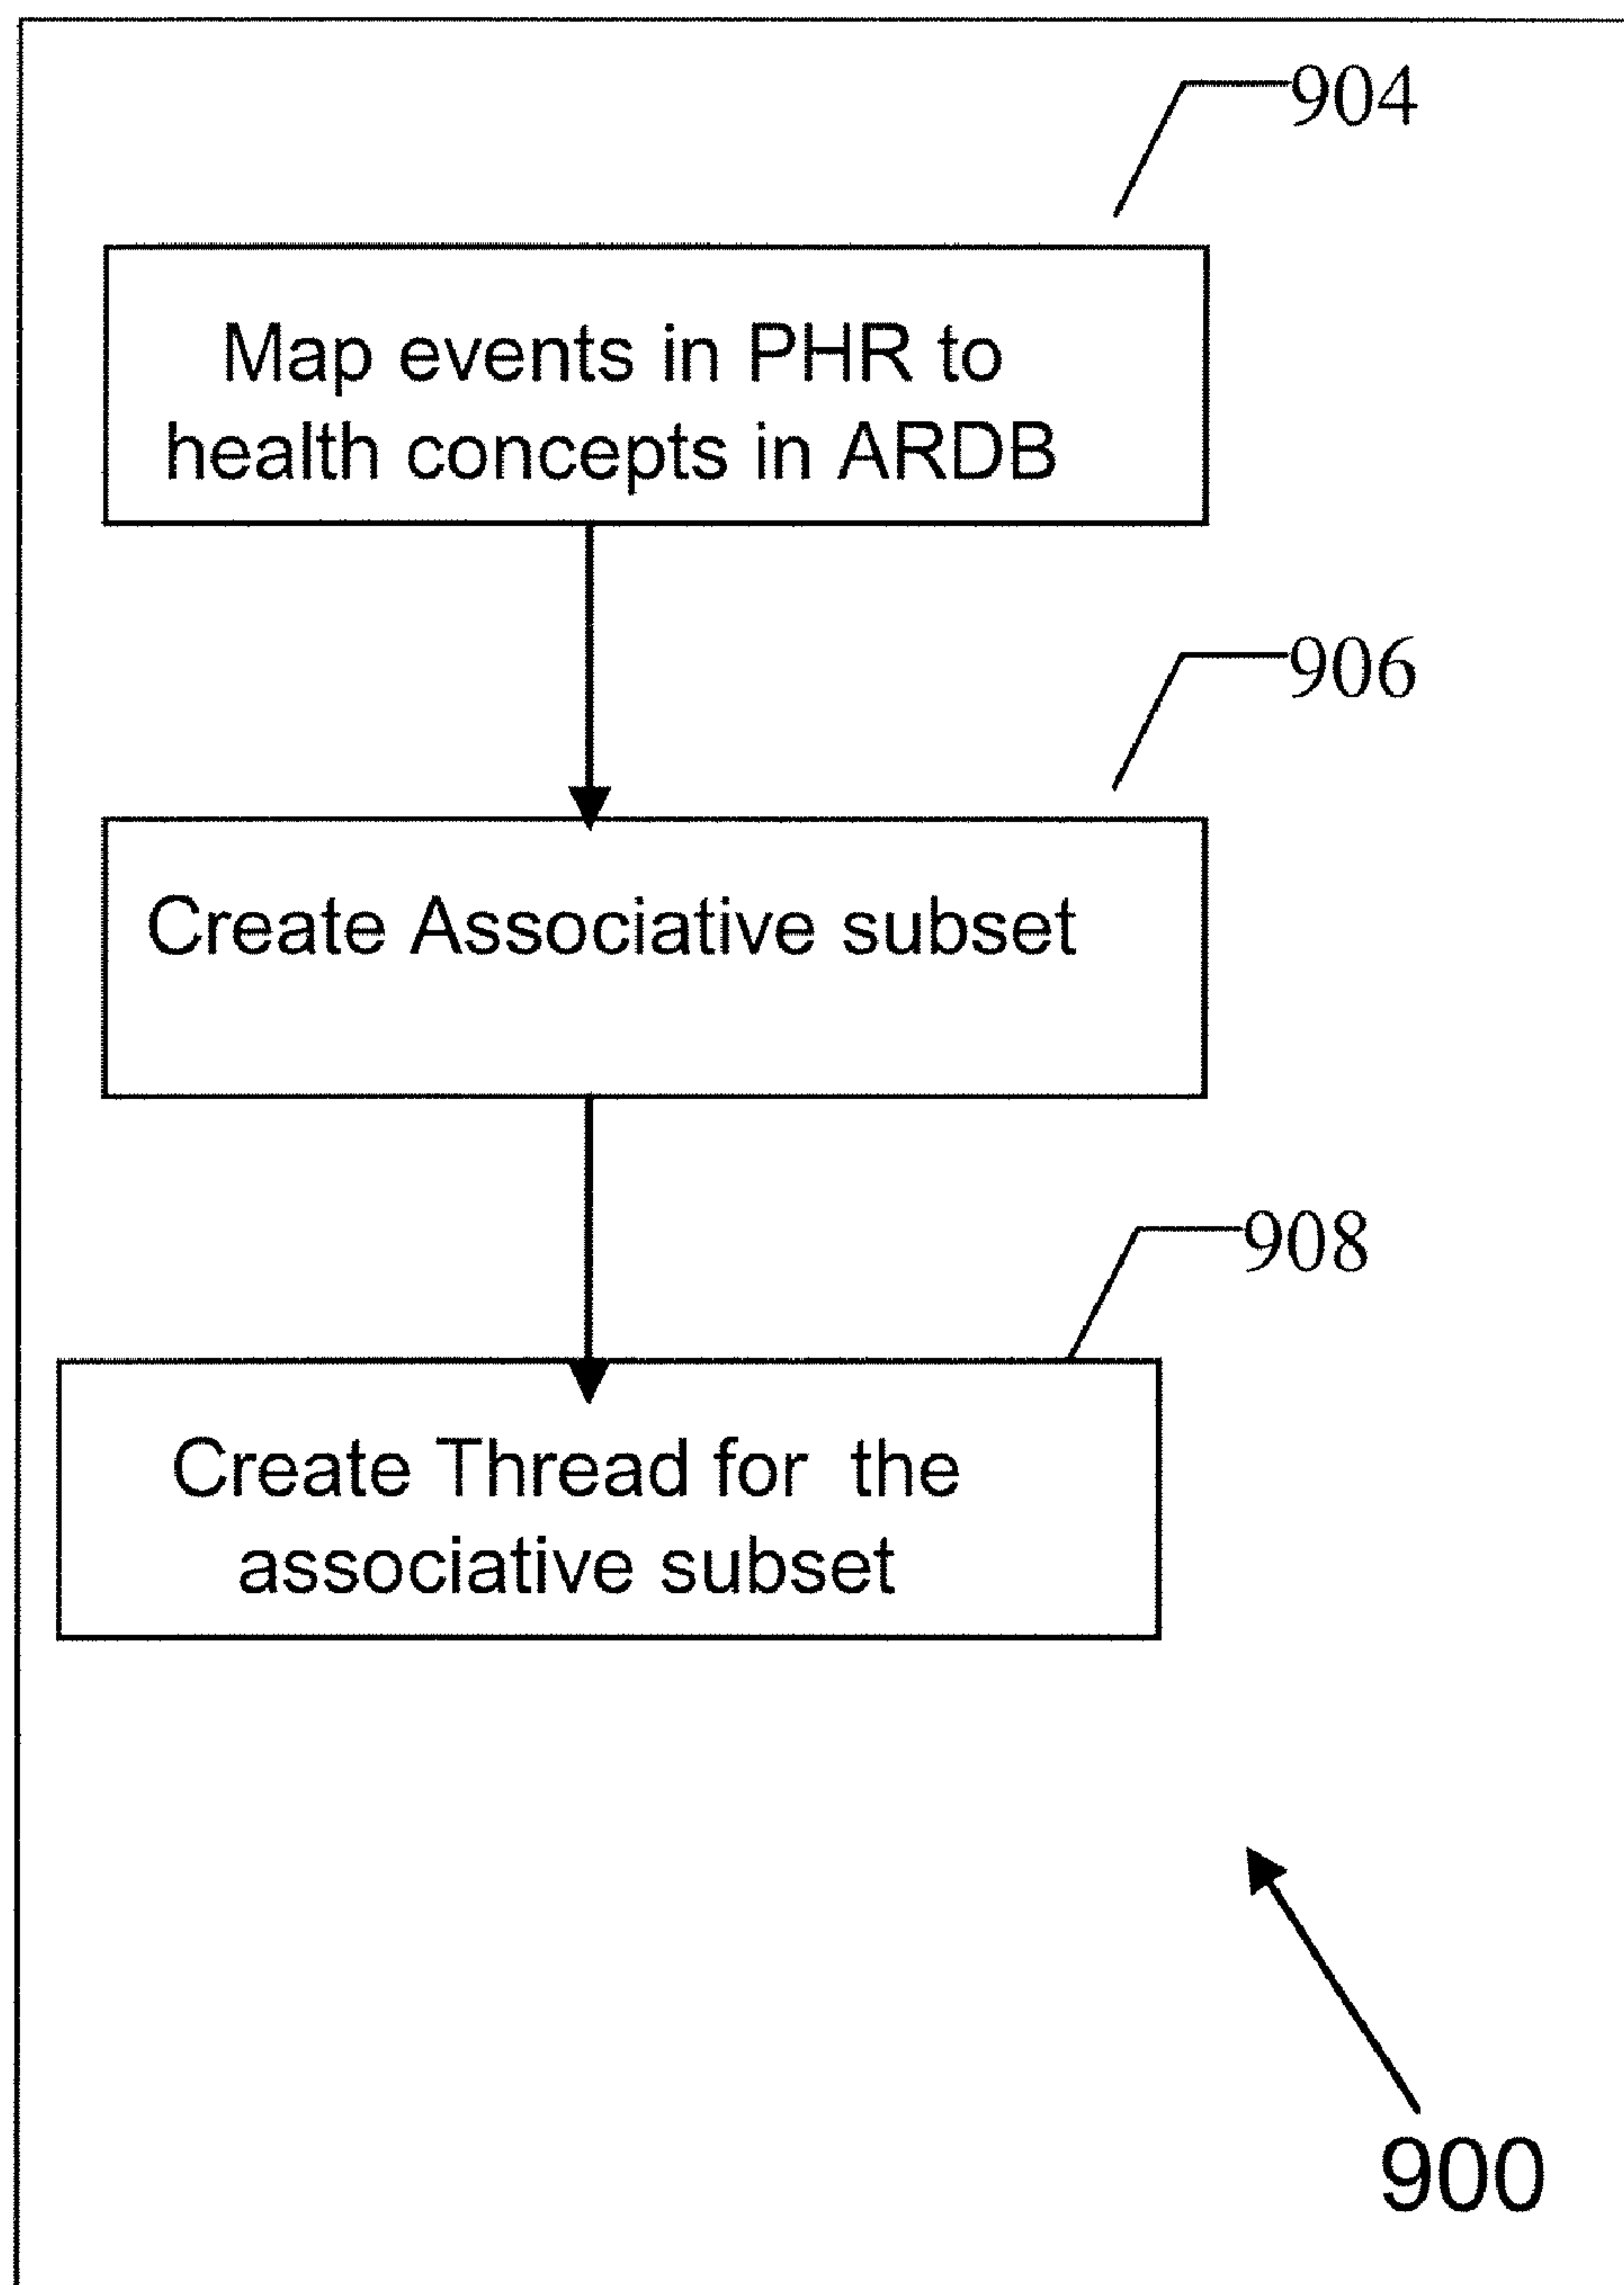 904
Map events in PHR to
health concepts in ARDB
906
Create Associative subset
908
Create Thread for the
associative subset
900